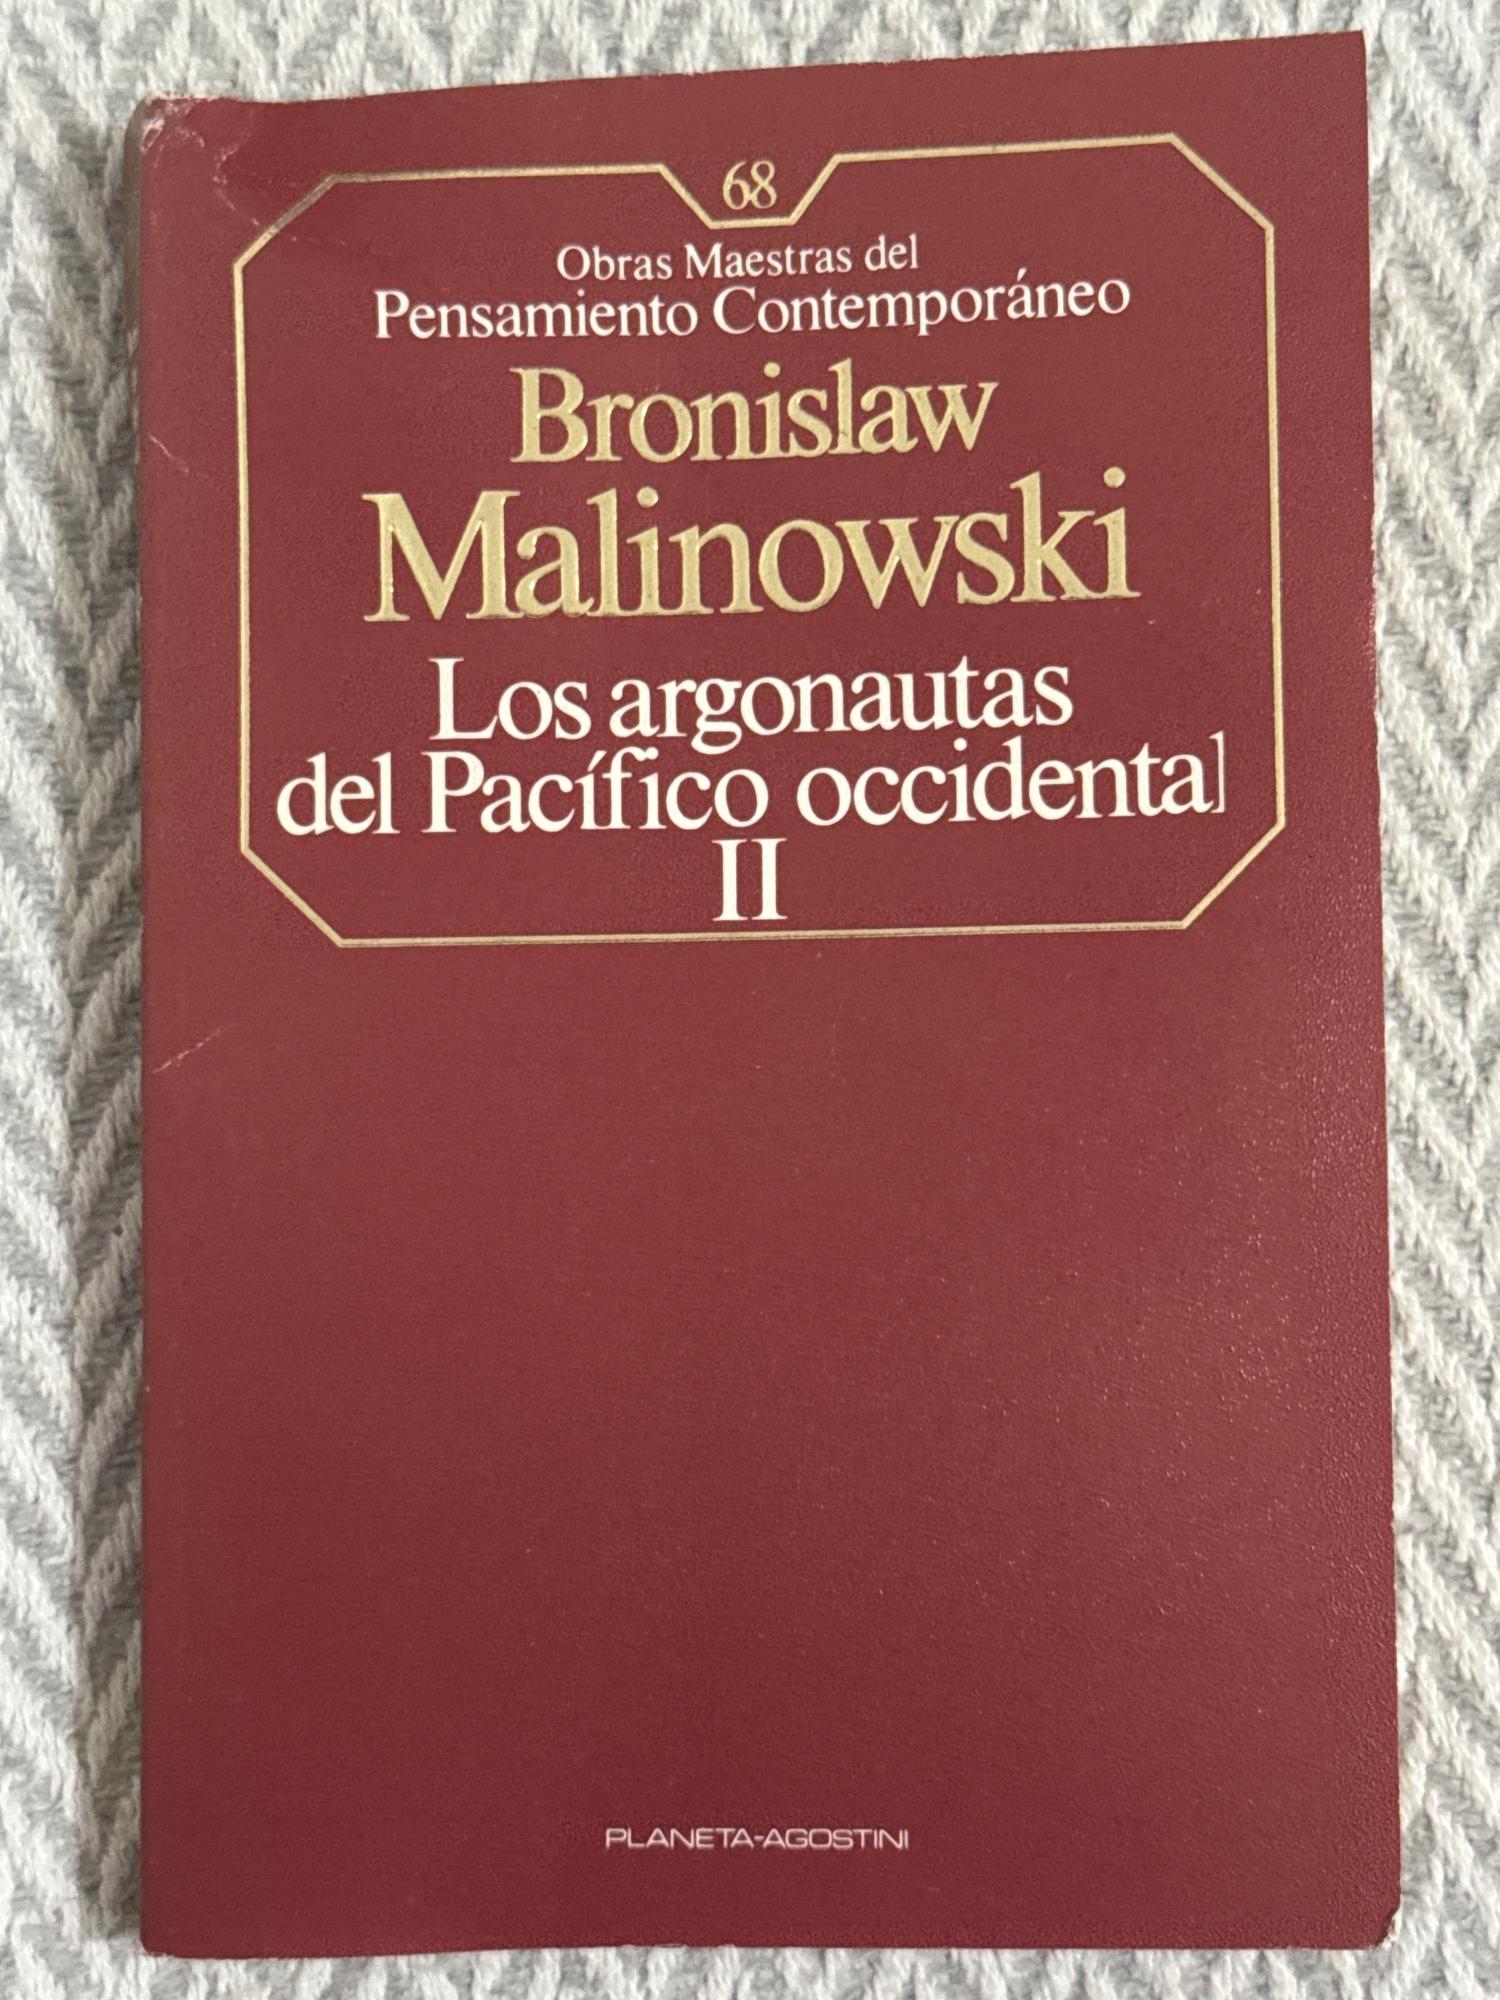 68
Obras Maestras del
Pensamiento Contemporáneo
Bronislaw
Malinowski
Los argonautas
del Pacífico occidental
II
PLANETA-AGOSTINI